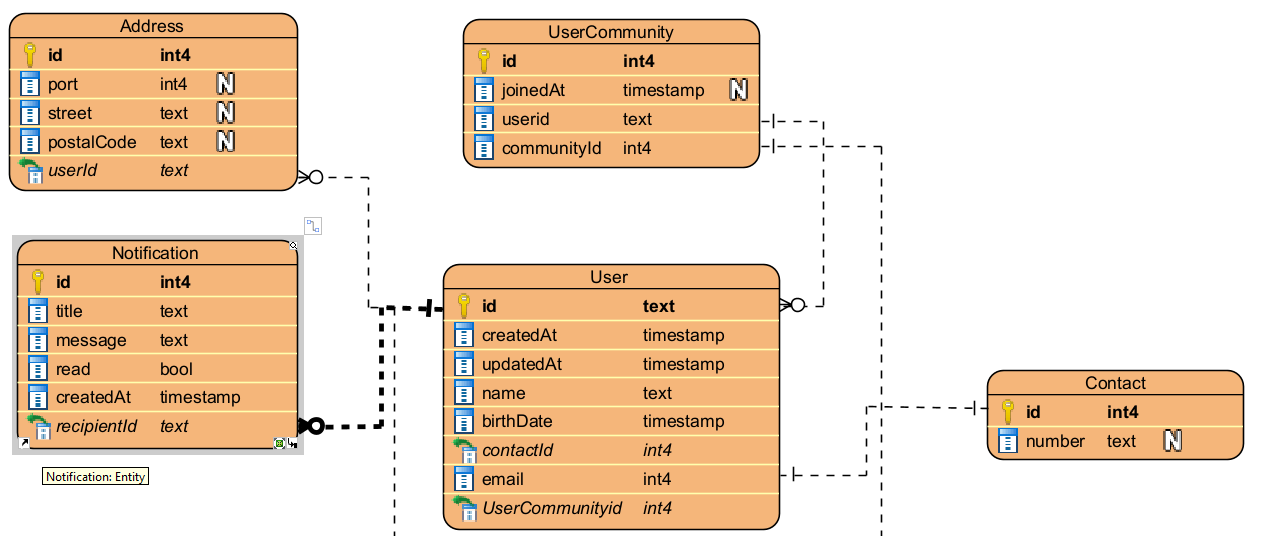 Address
id int4
port int4 N
street text N
postalCode text N
userId text
UserCommunity
id int4
joinedAt timestamp N
userid text
communityId int4
Notification
id int4
title text
message text
read bool
createdAt timestamp
recipientId text
Notification: Entity
User
id text
createdAt timestamp
updatedAt timestamp
name text
birthDate timestamp
contactId int4
email int4
UserCommunityid int4
Contact
id int4
number text N